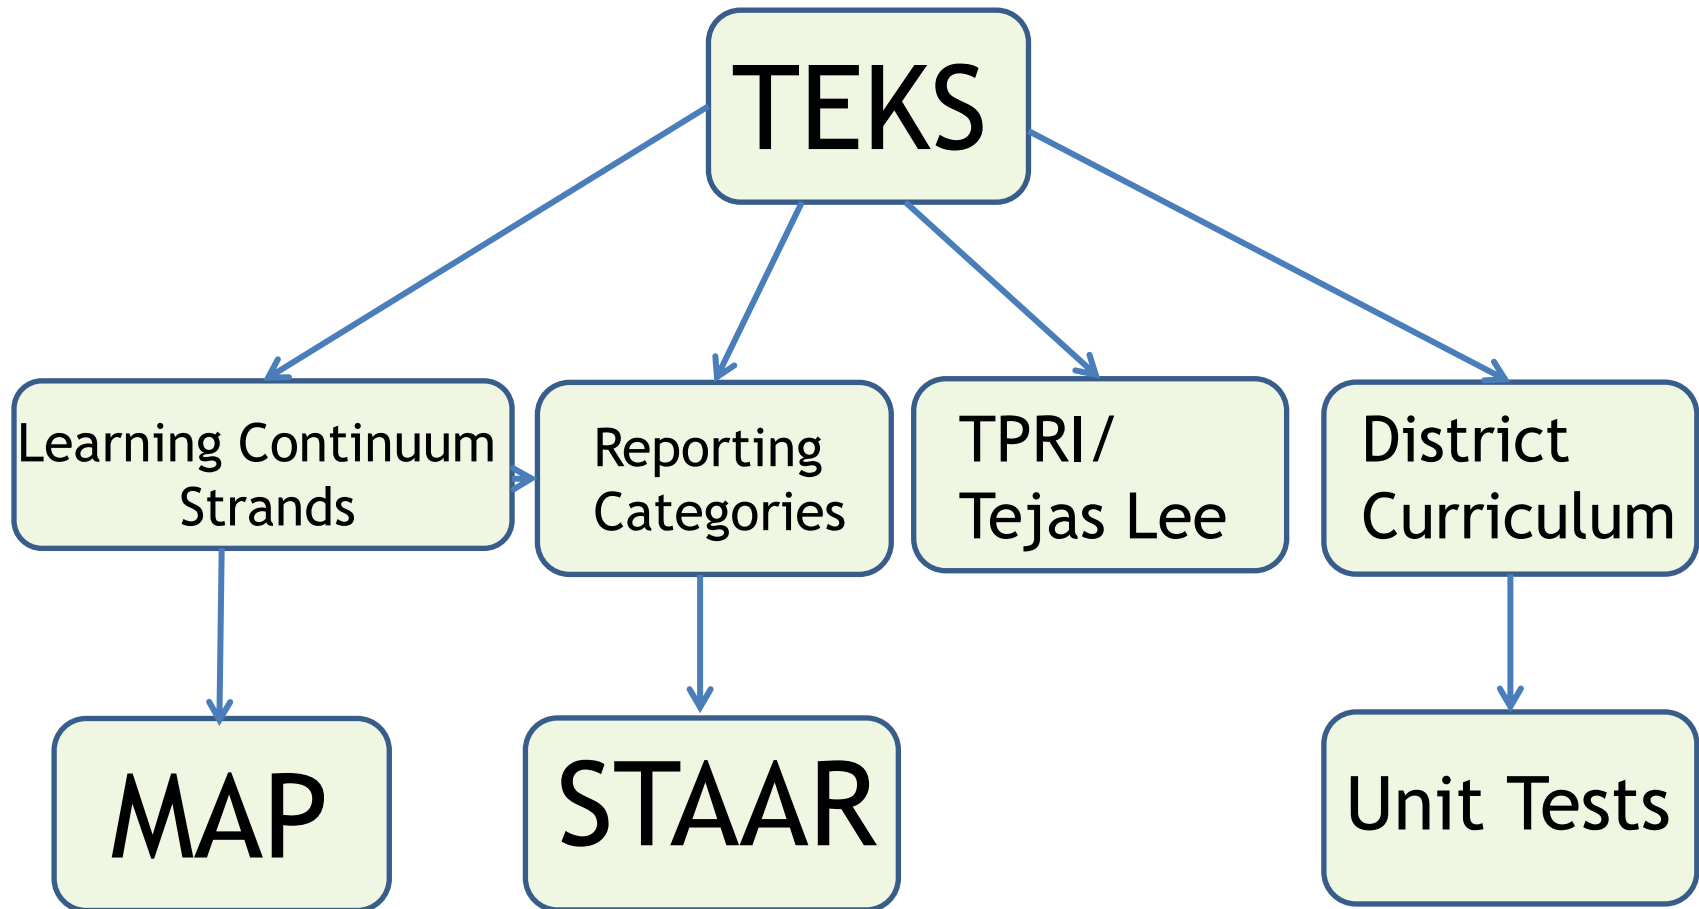 TEKS
Learning Continuum
Strands
Reporting
Categories
TPRI/
Tejas Lee
District
Curriculum
MAP
STAAR
Unit Tests